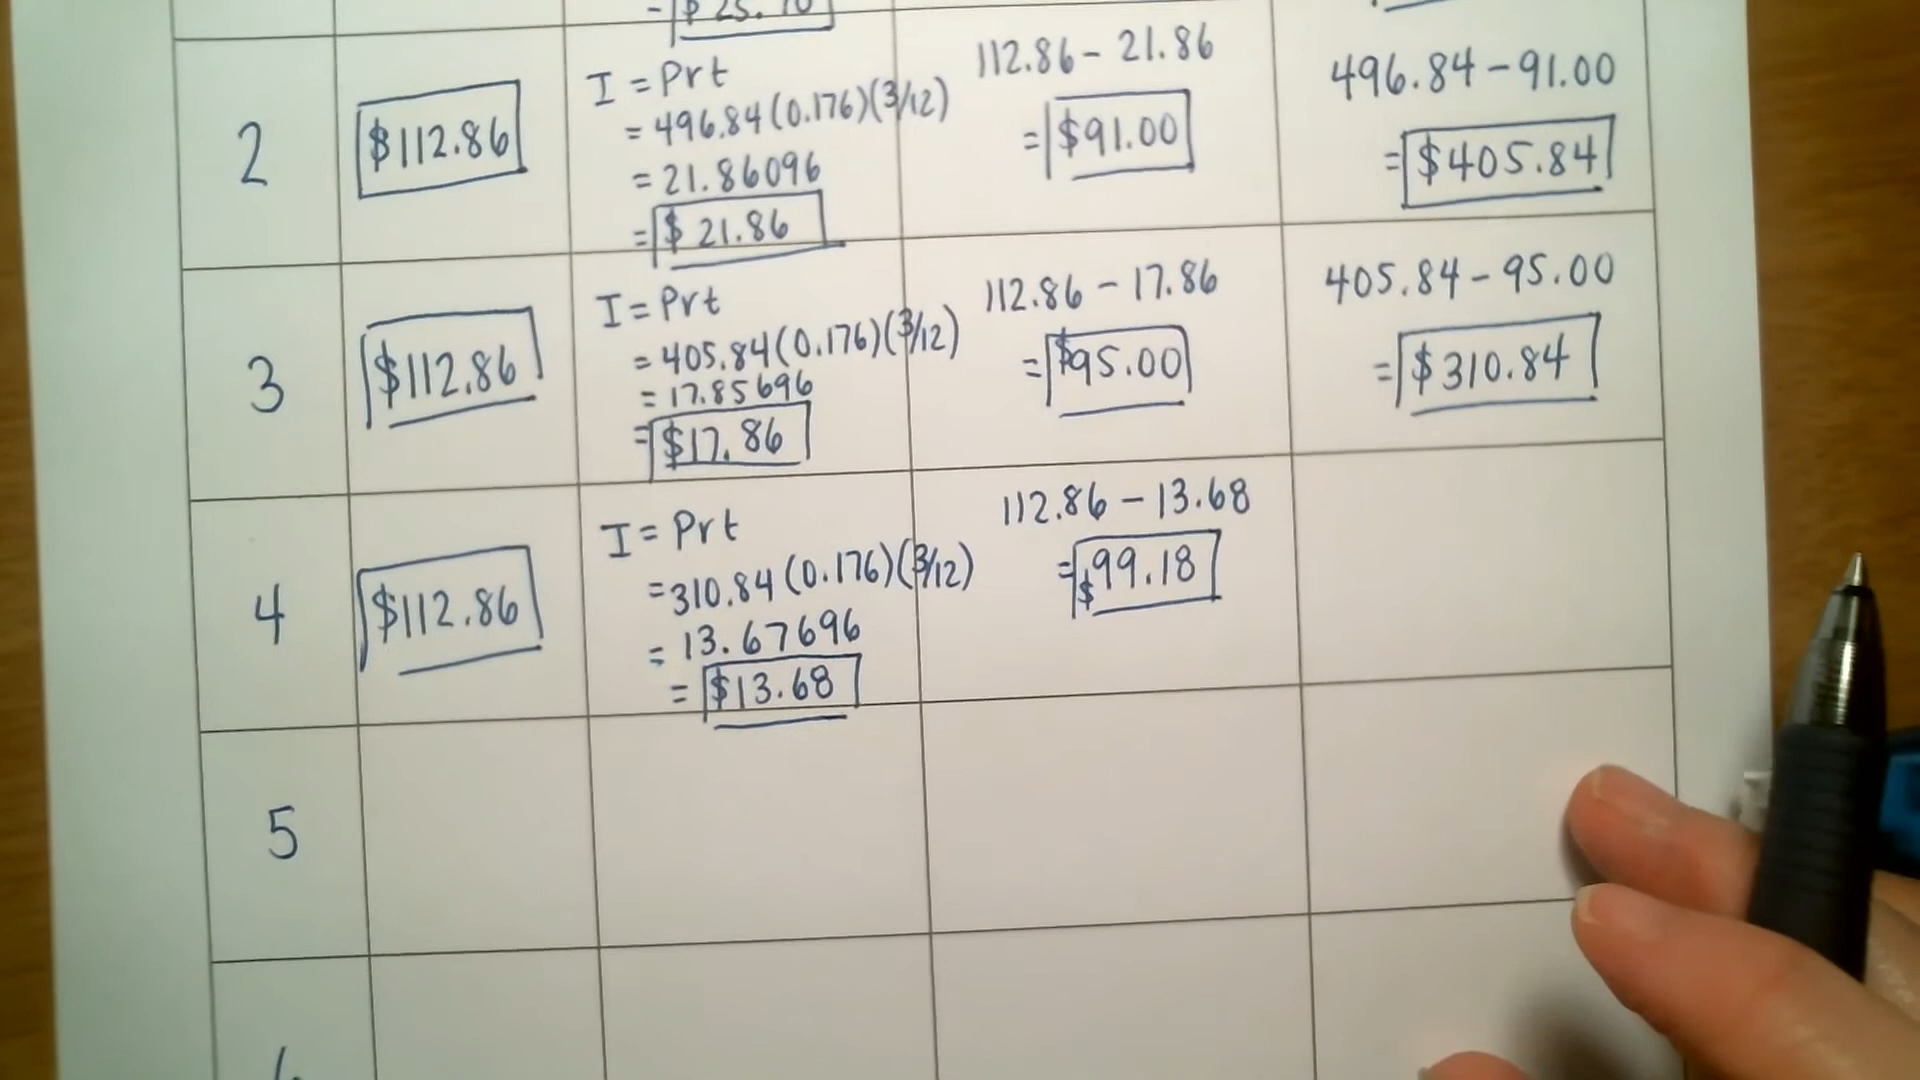 2
$112.86
I = Prt
= 496.84(0.176)(3/12)
= 21.86096
= $21.86
112.86 - 21.86
= $91.00
496.84 - 91.00
= $405.84
3
$112.86
I = Prt
= 405.84(0.176)(3/12)
= 17.85696
= $17.86
112.86 - 17.86
= $95.00
405.84 - 95.00
= $310.84
4
$112.86
I = Prt
= 310.84(0.176)(3/12)
= 13.67696
= $13.68
112.86 - 13.68
= $99.18
5